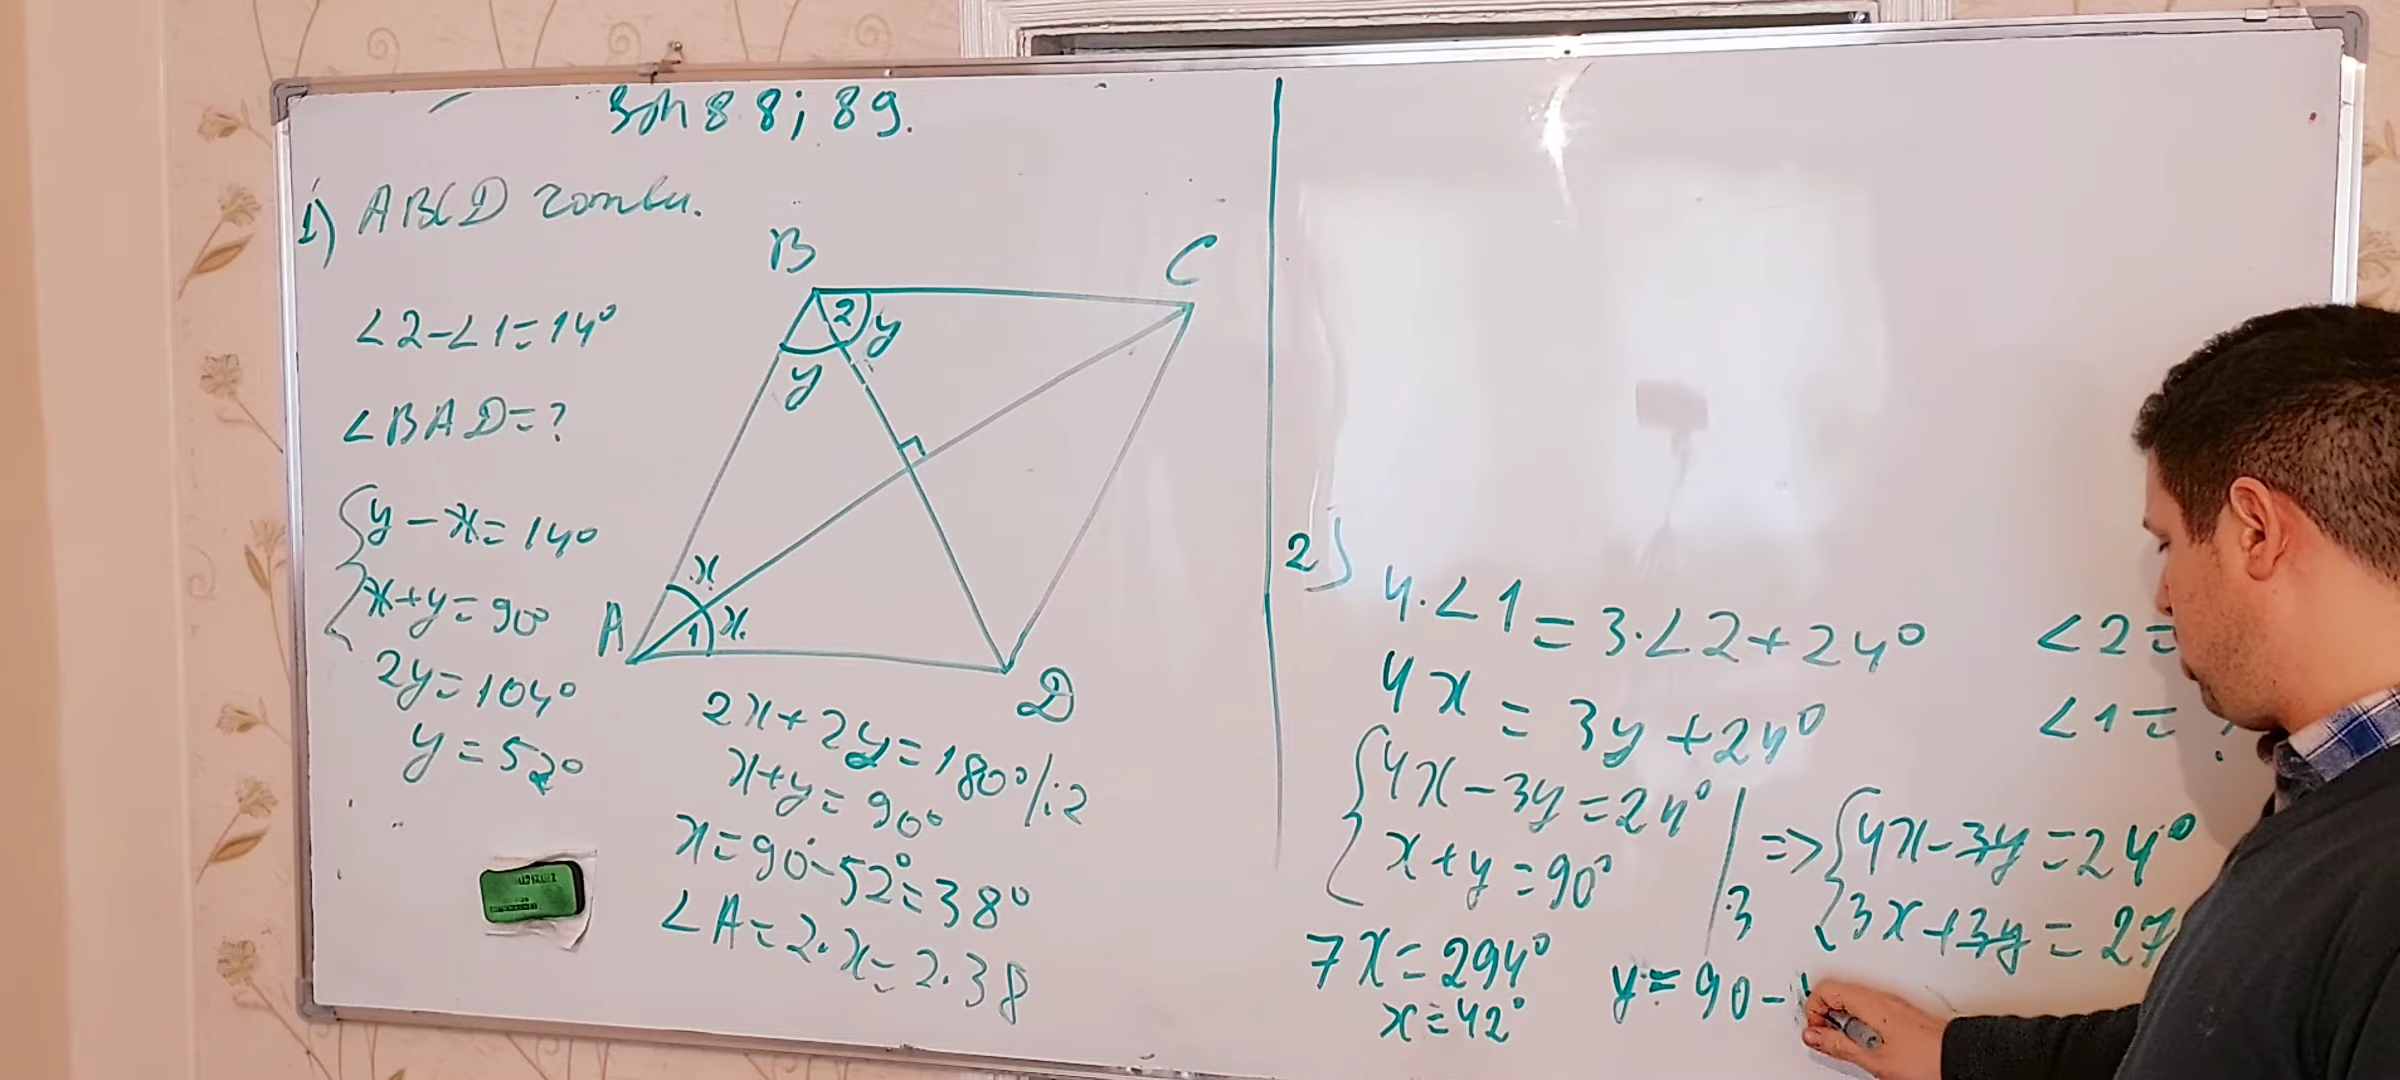 88; 89.
1) ABCD
B
C
2
y
y
∠2-∠1=14°
∠BAD=?
{y-x=14°
x+y=90°
2y=104°
y=52°
x
x
1
A
D
2x+2y=180°/:2
x+y=90°
x=90°-52°=38°
∠A=2·x=2·38
2)
4·∠1=3·∠2+24°
∠2=
4x=3y+24°
∠1=?
{4x-3y=24°
x+y=90° |·3
=>{4x-3y=24°
3x+3y=27
7x=294°
x=42°
y=90-